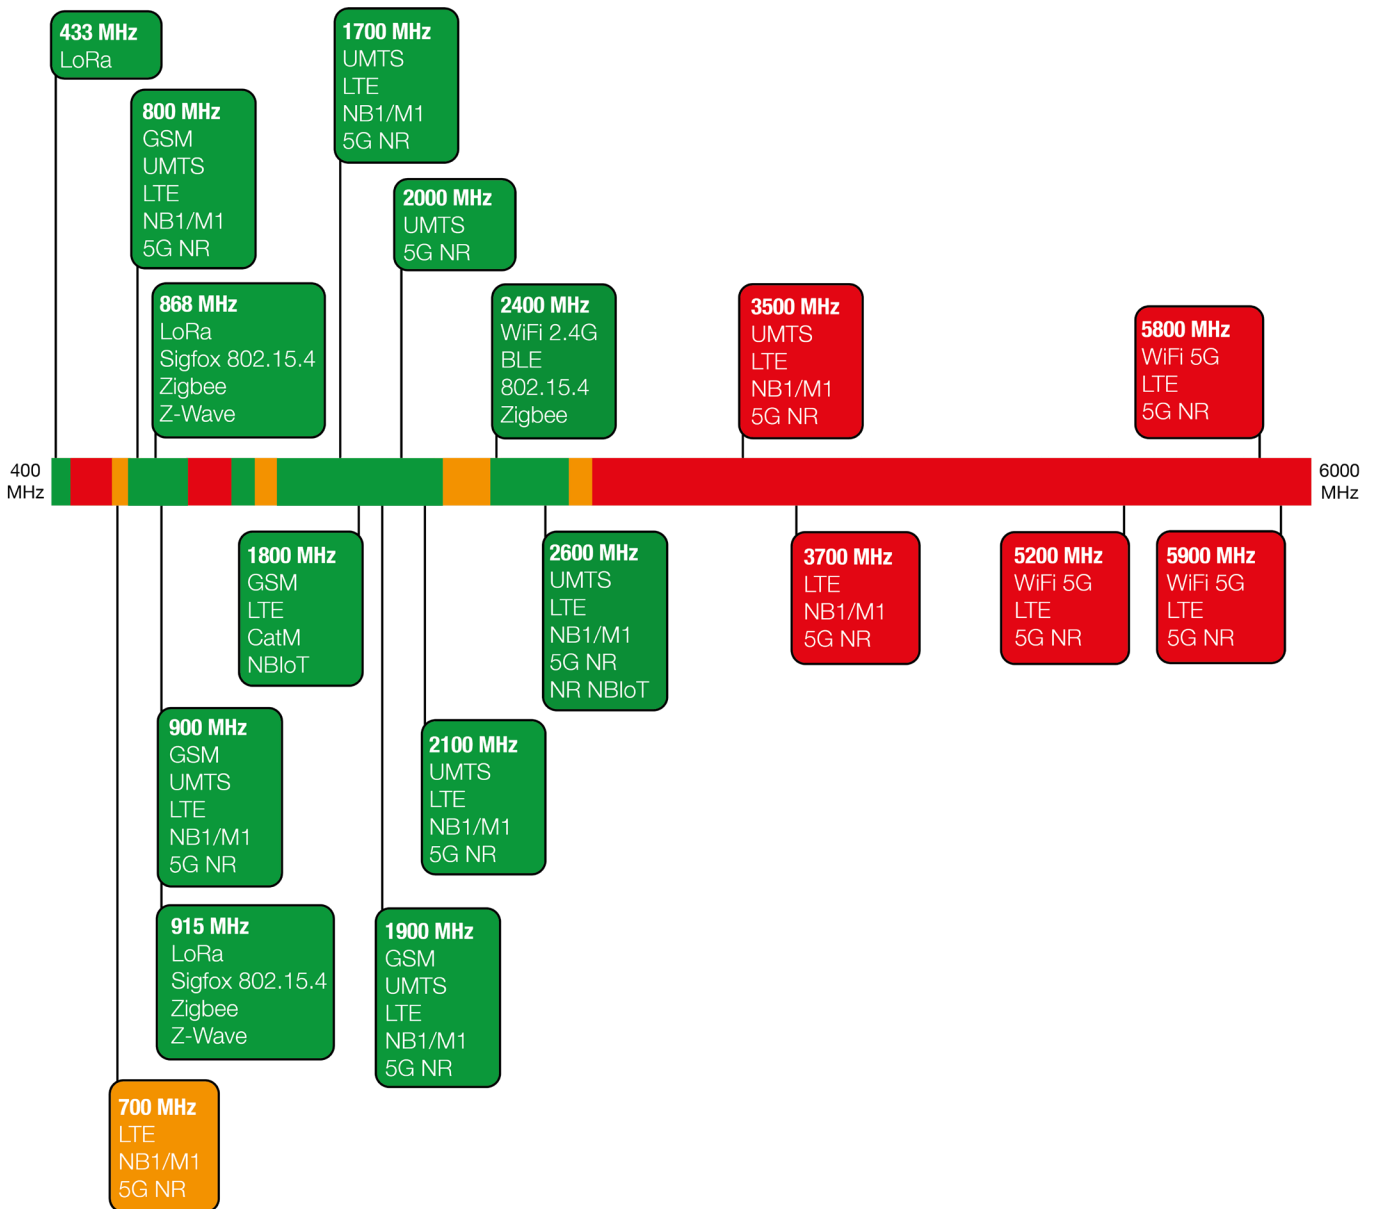 433 MHz
LoRa
800 MHz
GSM
UMTS
LTE
NB1/M1
5G NR
868 MHz
LoRa
Sigfox 802.15.4
Zigbee
Z-Wave
1700 MHz
UMTS
LTE
NB1/M1
5G NR
2000 MHz
UMTS
5G NR
2400 MHz
WiFi 2.4G
BLE
802.15.4
Zigbee
3500 MHz
UMTS
LTE
NB1/M1
5G NR
5800 MHz
WiFi 5G
LTE
5G NR
400
MHz
6000
MHz
1800 MHz
GSM
LTE
CatM
NBIoT
2600 MHz
UMTS
LTE
NB1/M1
5G NR
NR NBIoT
3700 MHz
LTE
NB1/M1
5G NR
5200 MHz
WiFi 5G
LTE
5G NR
5900 MHz
WiFi 5G
LTE
5G NR
900 MHz
GSM
UMTS
LTE
NB1/M1
5G NR
2100 MHz
UMTS
LTE
NB1/M1
5G NR
915 MHz
LoRa
Sigfox 802.15.4
Zigbee
Z-Wave
1900 MHz
GSM
UMTS
LTE
NB1/M1
5G NR
700 MHz
LTE
NB1/M1
5G NR